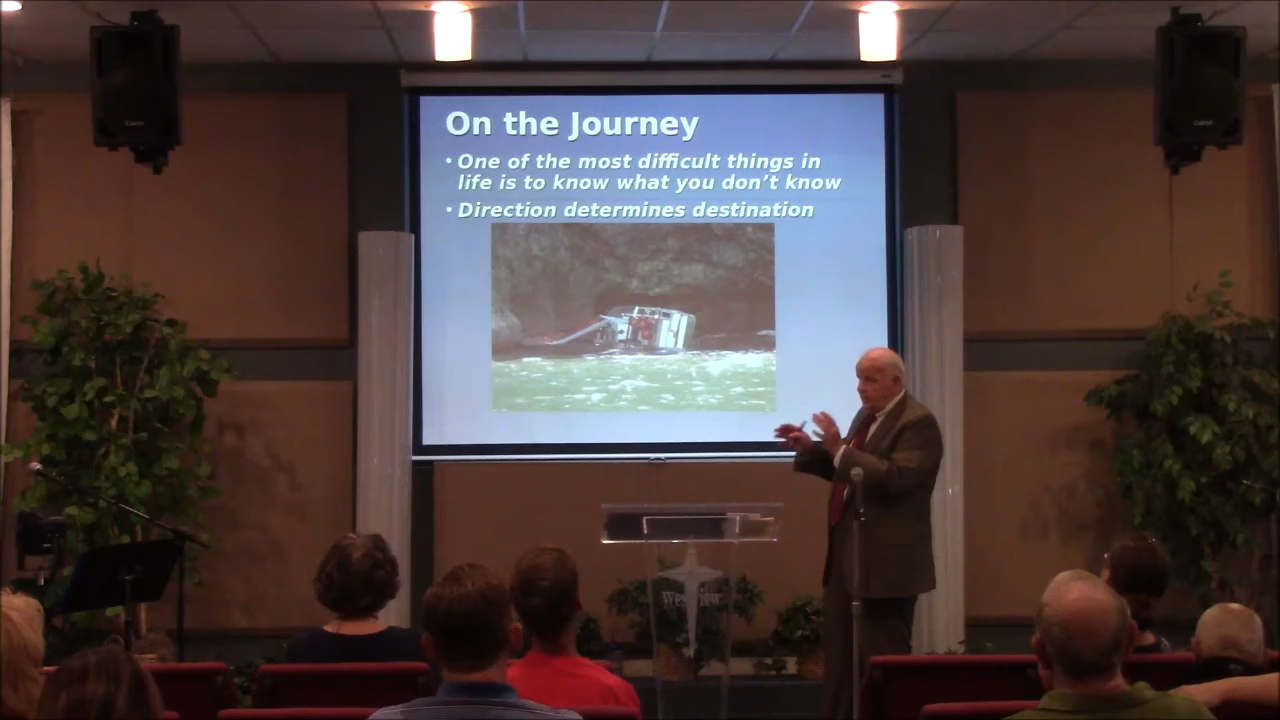 On the Journey
• One of the most difficult things in
life is to know what you don't know
• Direction determines destination
Westview